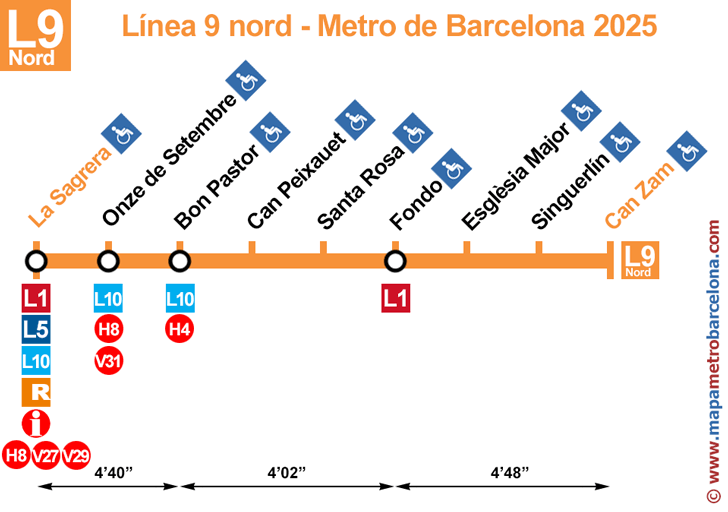 L9
Nord
Línea 9 nord - Metro de Barcelona 2025
La Sagrera
Onze de Setembre
Bon Pastor
Can Peixauet
Santa Rosa
Fondo
Esglèsia Major
Singuerlín
Can Zam
L9
Nord
L1
L5
L10
R
i
H8 V27 V29
L10
H8
V31
L10
H4
L1
4’40”
4’02”
4’48”
© www.mapametrobarcelona.com